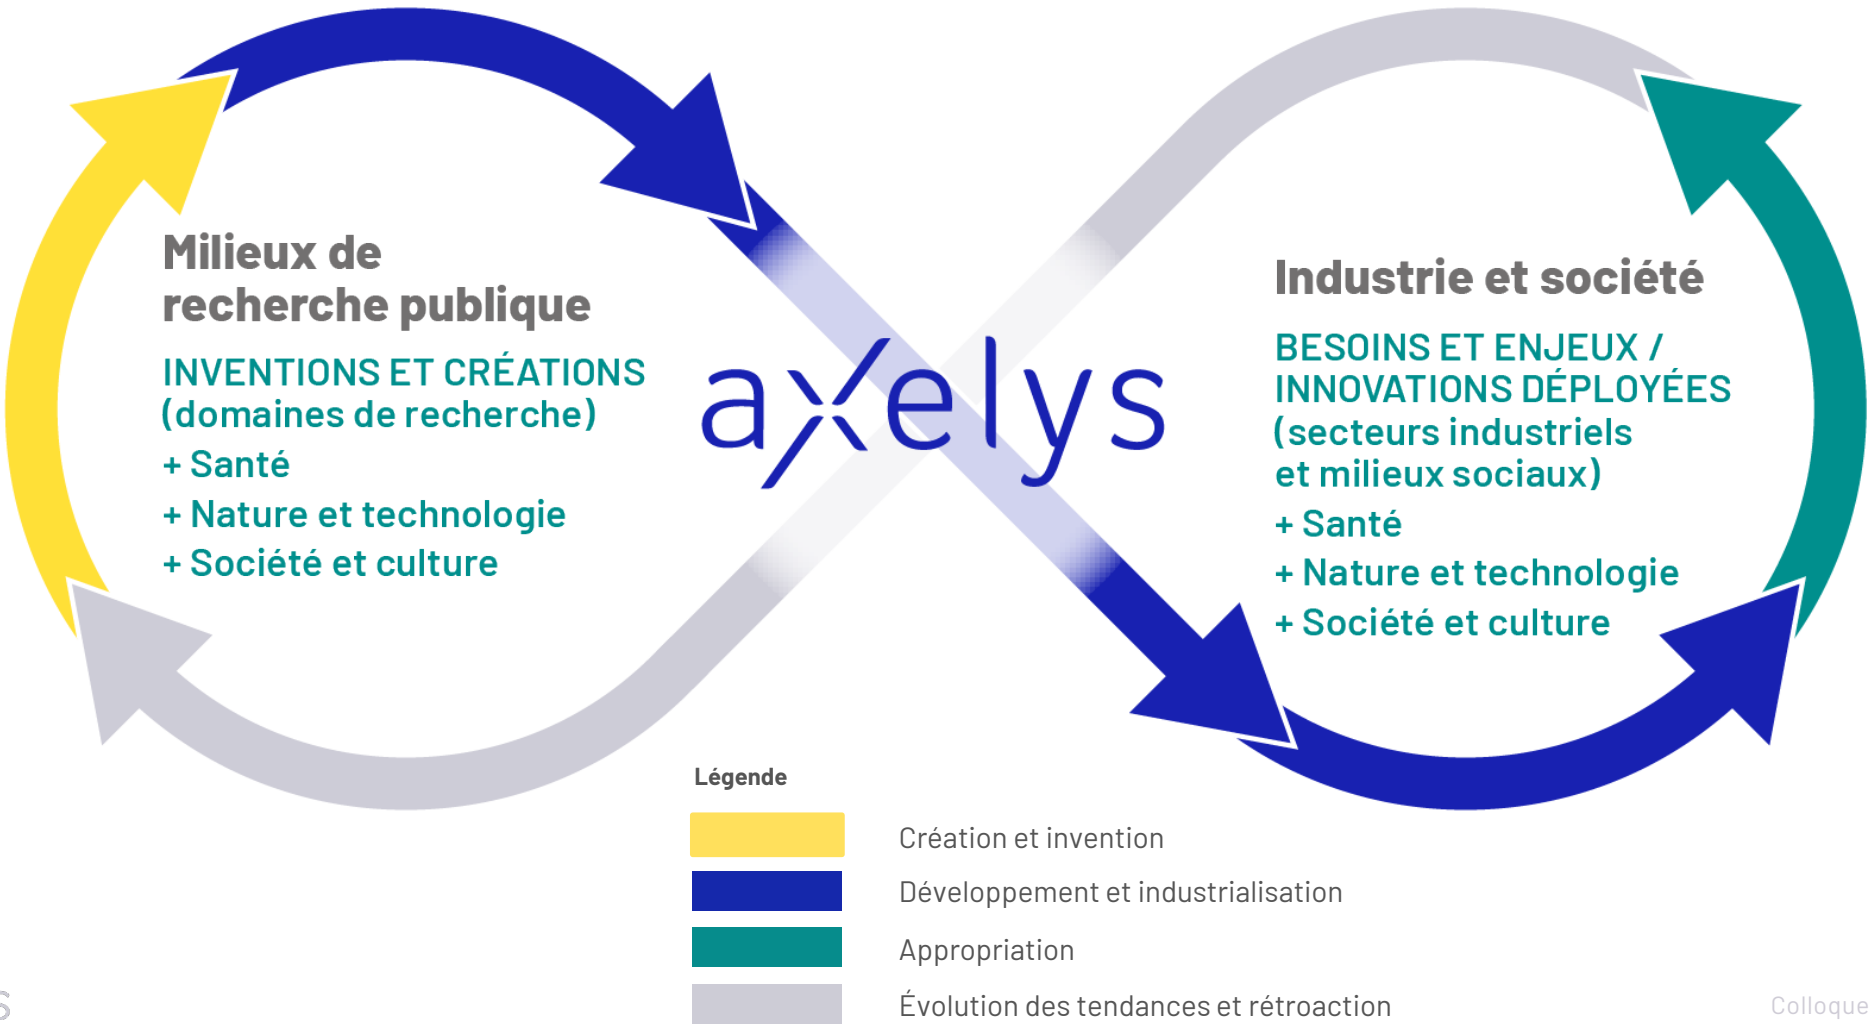 Milieux de
recherche publique
INVENTIONS ET CRÉATIONS
(domaines de recherche)
+ Santé
+ Nature et technologie
+ Société et culture
axelys
Industrie et société
BESOINS ET ENJEUX /
INNOVATIONS DÉPLOYÉES
(secteurs industriels
et milieux sociaux)
+ Santé
+ Nature et technologie
+ Société et culture
Légende
Création et invention
Développement et industrialisation
Appropriation
Évolution des tendances et rétroaction
s
Colloque